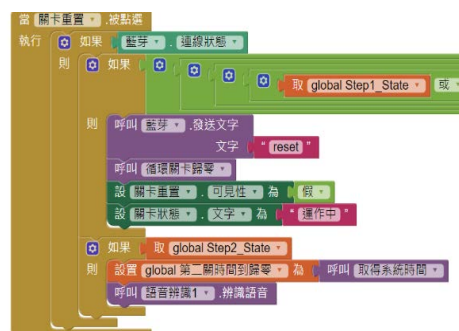 當 關卡重置 .被點選
執行 如果 藍芽 . 連線狀態
則 如果 取 global Step1_State 或
則 呼叫 藍芽 .發送文字
文字 " reset "
呼叫 循環關卡歸零
設 關卡重置 . 可見性 為 假
設 關卡狀態 . 文字 為 " 運作中 "
如果 取 global Step2_State
則 設置 global 第二關時間到歸零 為 呼叫 取得系統時間
呼叫 語音辨識1 .辨識語音